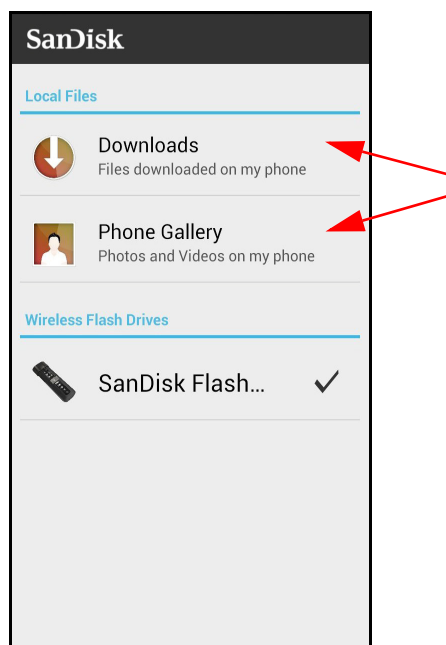 SanDisk
Local Files
Downloads
Files downloaded on my phone
Phone Gallery
Photos and Videos on my phone
Wireless Flash Drives
SanDisk Flash...